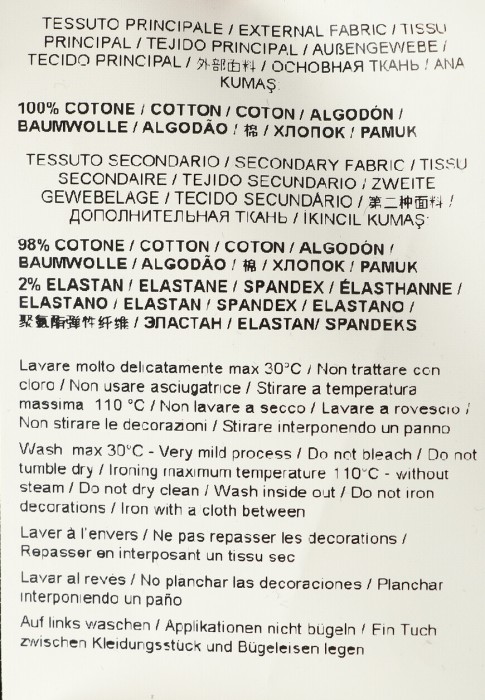 TESSUTO PRINCIPALE / EXTERNAL FABRIC / TISSU
PRINCIPAL / TEJIDO PRINCIPAL / AUßENGEWEBE /
TECIDO PRINCIPAL / 外部面料 / ОСНОВНАЯ ТКАНЬ / ANA
KUMAŞ
100% COTONE / COTTON / COTON / ALGODÓN /
BAUMWOLLE / ALGODÃO / 棉 / ХЛОПОК / PAMUK
TESSUTO SECONDARIO / SECONDARY FABRIC / TISSU
SECONDAIRE / TEJIDO SECUNDARIO / ZWEITE
GEWEBELAGE / TECIDO SECUNDÁRIO / 第二种面料 /
ДОПОЛНИТЕЛЬНАЯ ТКАНЬ / IKINCIL KUMAŞ
98% COTONE / COTTON / COTON / ALGODÓN /
BAUMWOLLE / ALGODÃO / 棉 / ХЛОПОК / PAMUK
2% ELASTAN / ELASTANE / SPANDEX / ÉLASTHANNE /
ELASTANO / ELASTAN / SPANDEX / ELASTANO /
聚氨酯弹性纤维 / ЭЛАСТАН / ELASTAN/ SPANDEKS
Lavare molto delicatamente max 30°C / Non trattare con
cloro / Non usare asciugatrice / Stirare a temperatura
massima 110 °C / Non lavare a secco / Lavare a rovescio /
Non stirare le decorazioni / Stirare interponendo un panno
Wash max 30°C - Very mild process / Do not bleach / Do not
tumble dry / Ironing maximum temperature 110°C - without
steam / Do not dry clean / Wash inside out / Do not iron
decorations / Iron with a cloth between
Laver à l'envers / Ne pas repasser les decorations /
Repasser en interposant un tissu sec
Lavar al revés / No planchar las decoraciones / Planchar
interponiendo un paño
Auf links waschen / Applikationen nicht bügeln / Ein Tuch
zwischen Kleidungsstück und Bügeleisen legen